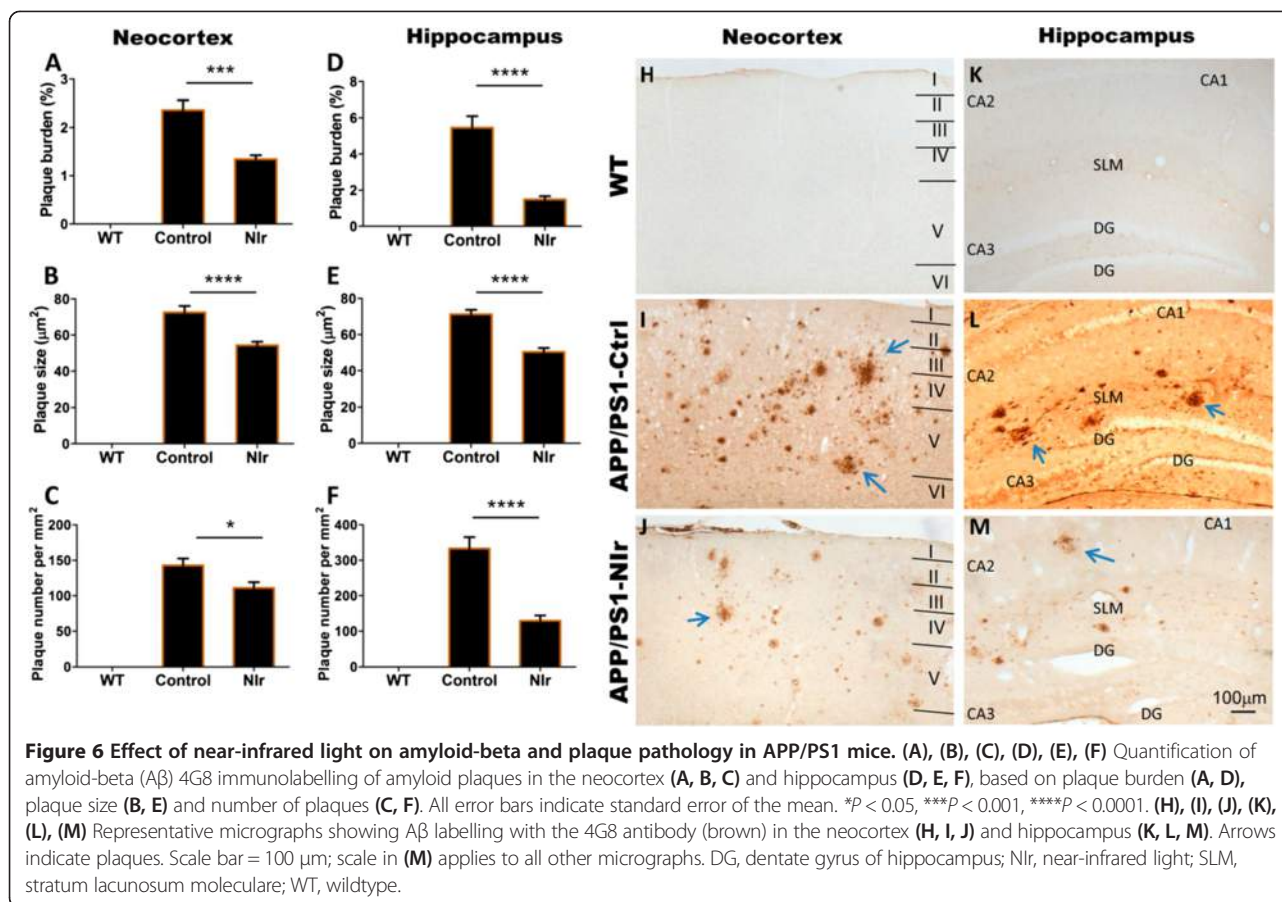 Neocortex
Hippocampus
Neocortex
Hippocampus
A
***
Plaque burden (%)
3
2
1
0
WT Control NIr
D
****
Plaque burden (%)
8
6
4
2
0
WT Control NIr
B
****
Plaque size (µm²)
80
60
40
20
0
WT Control NIr
E
****
Plaque size (µm²)
80
60
40
20
0
WT Control NIr
C
*
Plaque number per mm²
200
150
100
50
0
WT Control NIr
F
****
Plaque number per mm²
400
300
200
100
0
WT Control NIr
WT
H
I
II
III
IV
V
VI
K
CA1
CA2
SLM
DG
CA3
DG
APP/PS1-Ctrl
I
I
II
III
IV
V
VI
L
CA1
CA2
SLM
DG
CA3
DG
APP/PS1-NIr
J
I
II
III
IV
V
M
CA1
CA2
SLM
DG
100µm
CA3
DG
Figure 6 Effect of near-infrared light on amyloid-beta and plaque pathology in APP/PS1 mice. (A), (B), (C), (D), (E), (F) Quantification of
amyloid-beta (Aβ) 4G8 immunolabelling of amyloid plaques in the neocortex (A, B, C) and hippocampus (D, E, F), based on plaque burden (A, D),
plaque size (B, E) and number of plaques (C, F). All error bars indicate standard error of the mean. *P < 0.05, ***P < 0.001, ****P < 0.0001. (H), (I), (J), (K),
(L), (M) Representative micrographs showing Aβ labelling with the 4G8 antibody (brown) in the neocortex (H, I, J) and hippocampus (K, L, M). Arrows
indicate plaques. Scale bar = 100 µm; scale in (M) applies to all other micrographs. DG, dentate gyrus of hippocampus; NIr, near-infrared light; SLM,
stratum lacunosum moleculare; WT, wildtype.